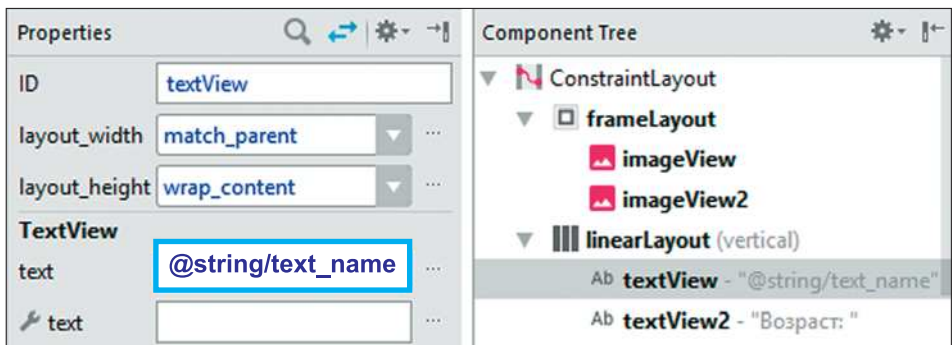 Properties
ID textView
layout_width match_parent ...
layout_height wrap_content ...
TextView
text @string/text_name ...
text ...
Component Tree
ConstraintLayout
frameLayout
imageView
imageView2
linearLayout (vertical)
Ab textView - "@string/text_name"
Ab textView2 - "Возраст: "